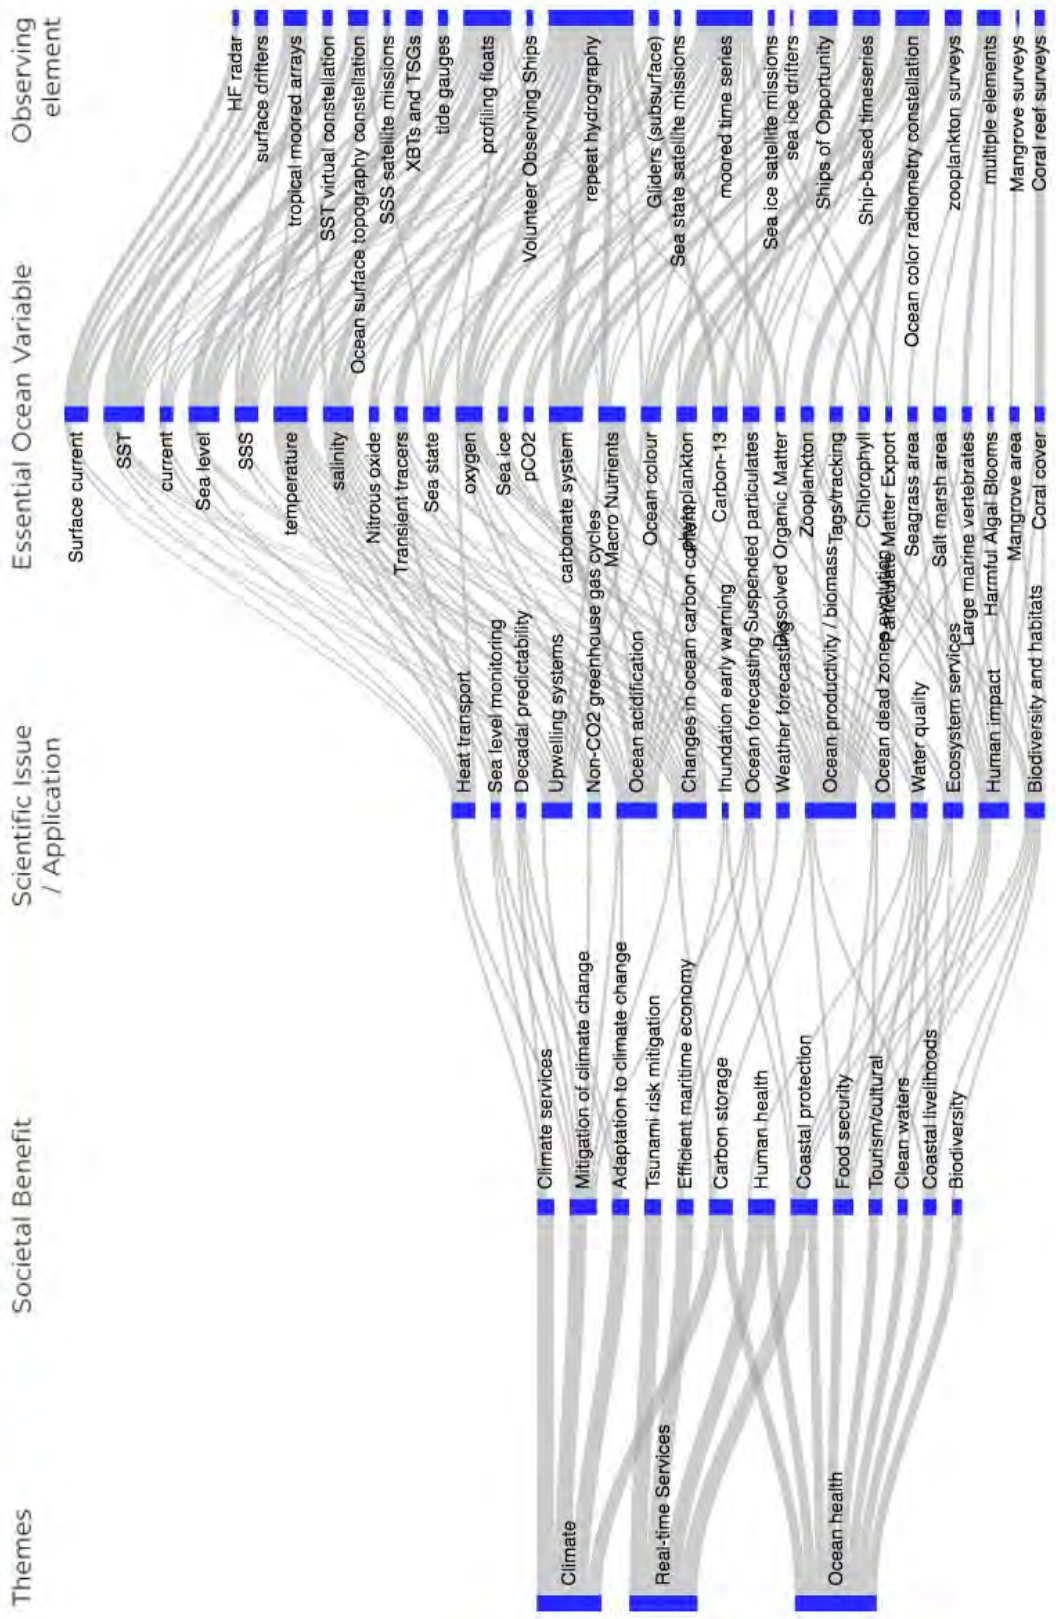 Themes
Societal Benefit
Scientific Issue
/ Application
Essential Ocean Variable
Observing
element
Climate
Real-time Services
Ocean health
Climate services
Mitigation of climate change
Adaptation to climate change
Tsunami risk mitigation
Efficient maritime economy
Carbon storage
Human health
Coastal protection
Food security
Tourism/cultural
Clean waters
Coastal livelihoods
Biodiversity
Heat transport
Sea level monitoring
Decadal predictability
Upwelling systems
Non-CO2 greenhouse gas cycles
Ocean acidification
Changes in ocean carbon content
Inundation early warning
Ocean forecasting
Weather forecasting
Ocean productivity / biomass
Ocean dead zones evolution
Water quality
Ecosystem services
Human impact
Biodiversity and habitats
Surface current
SST
current
Sea level
SSS
temperature
salinity
Nitrous oxide
Transient tracers
Sea state
oxygen
Sea ice
pCO2
carbonate system
Macro Nutrients
Ocean colour
phytoplankton
Carbon-13
Suspended particulates
Dissolved Organic Matter
Zooplankton
Tags/tracking
Chlorophyll
Particulate Matter Export
Seagrass area
Salt marsh area
Large marine vertebrates
Harmful Algal Blooms
Mangrove area
Coral cover
HF radar
surface drifters
tropical moored arrays
SST virtual constellation
Ocean surface topography constellation
SSS satellite missions
XBTs and TSGs
tide gauges
profiling floats
Volunteer Observing Ships
repeat hydrography
Gliders (subsurface)
Sea state satellite missions
moored time series
Sea ice satellite missions
sea ice drifters
Ships of Opportunity
Ship-based timeseries
Ocean color radiometry constellation
zooplankton surveys
multiple elements
Mangrove surveys
Coral reef surveys